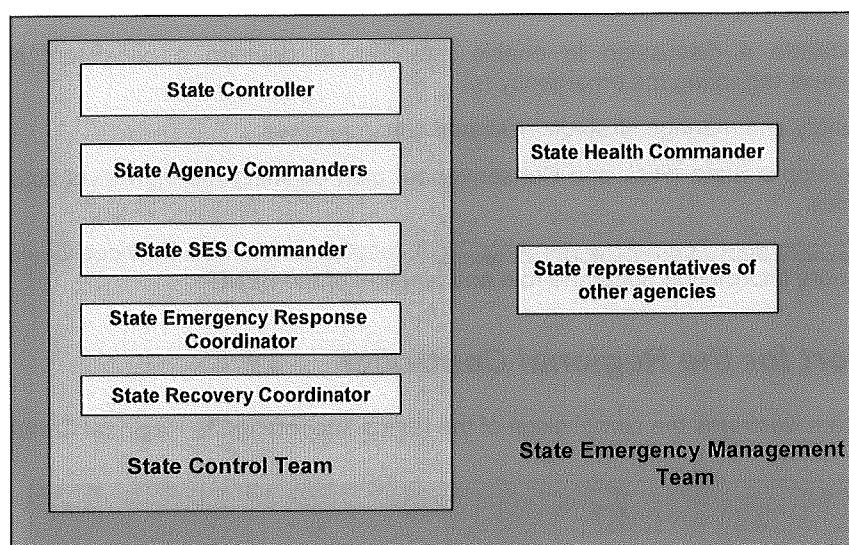 State Controller
State Agency Commanders
State SES Commander
State Emergency Response
Coordinator
State Recovery Coordinator
State Control Team
State Health Commander
State representatives of
other agencies
State Emergency Management
Team